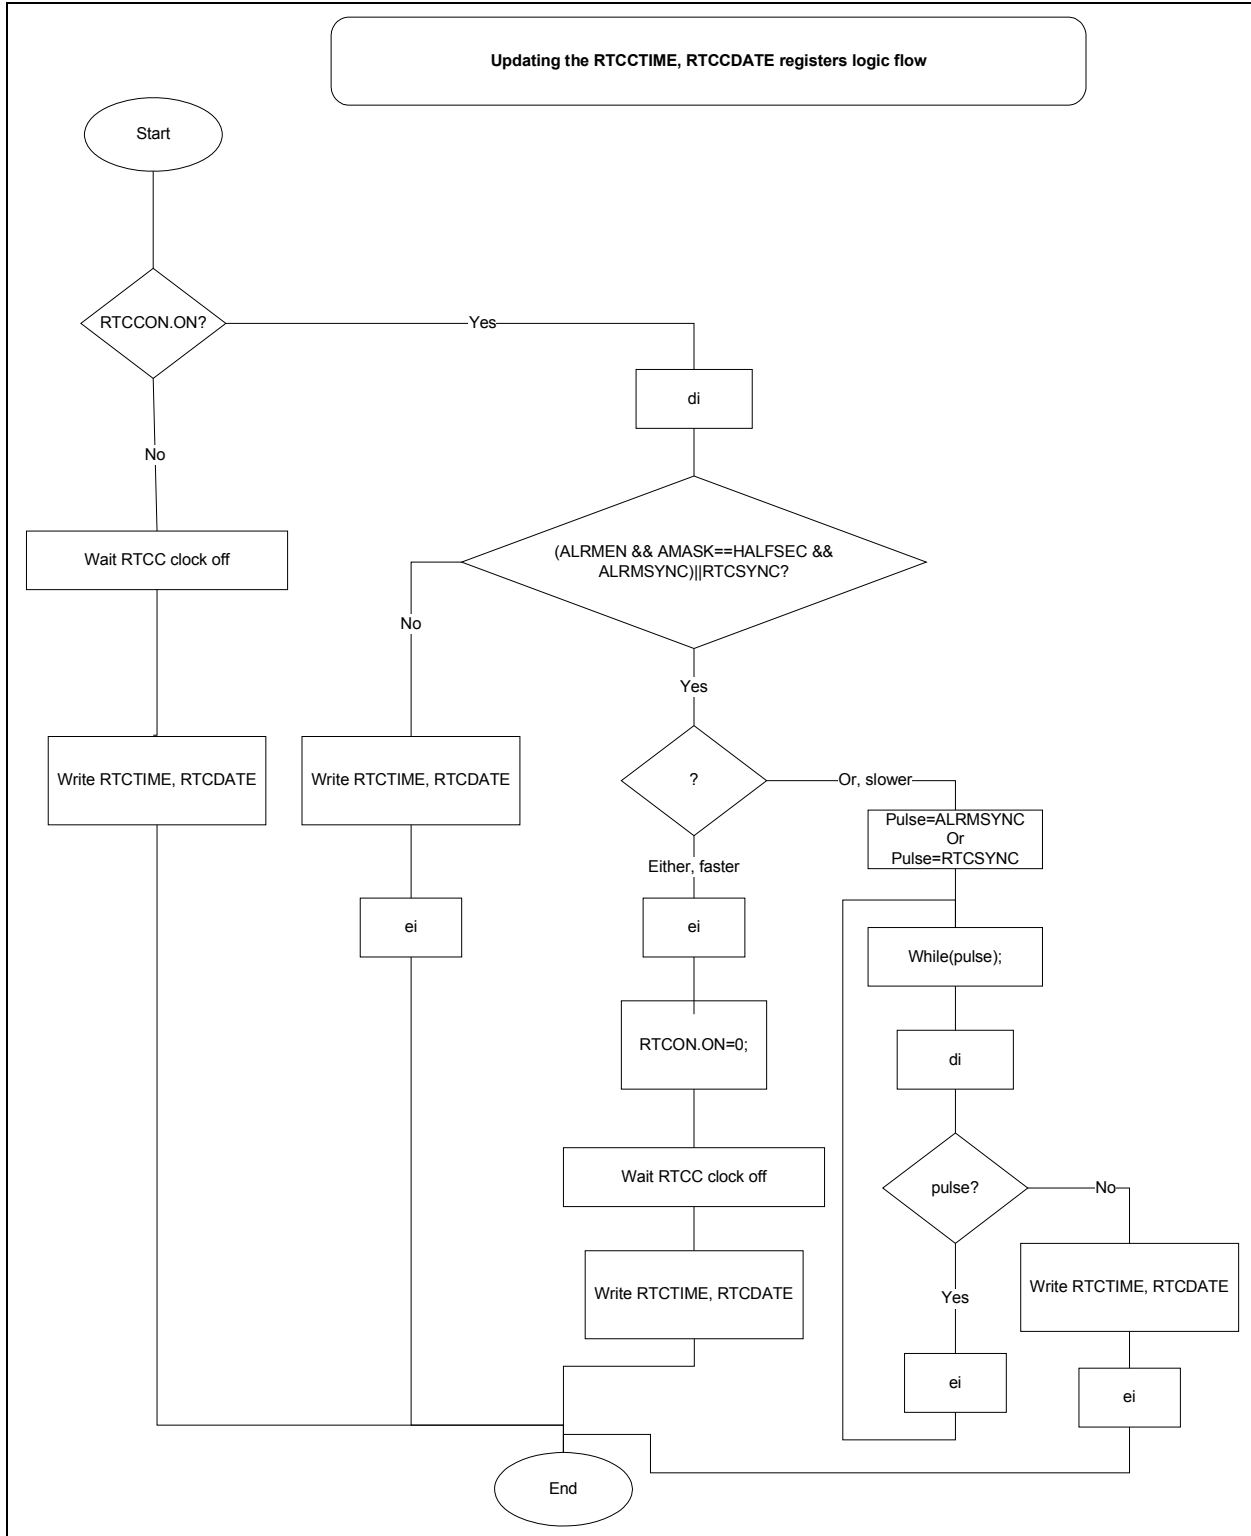 Updating the RTCCTIME, RTCCDATE registers logic flow
Start
RTCCON.ON?
Yes
di
No
Wait RTCC clock off
(ALRMEN && AMASK==HALFSEC &&
ALRMSYNC)||RTCSYNC?
No
Yes
Write RTCTIME, RTCDATE
Write RTCTIME, RTCDATE
?
Or, slower
Pulse=ALRMSYNC
Or
Pulse=RTCSYNC
Either, faster
ei
ei
While(pulse);
RTCON.ON=0;
di
Wait RTCC clock off
pulse?
No
Write RTCTIME, RTCDATE
Yes
Write RTCTIME, RTCDATE
ei
ei
End